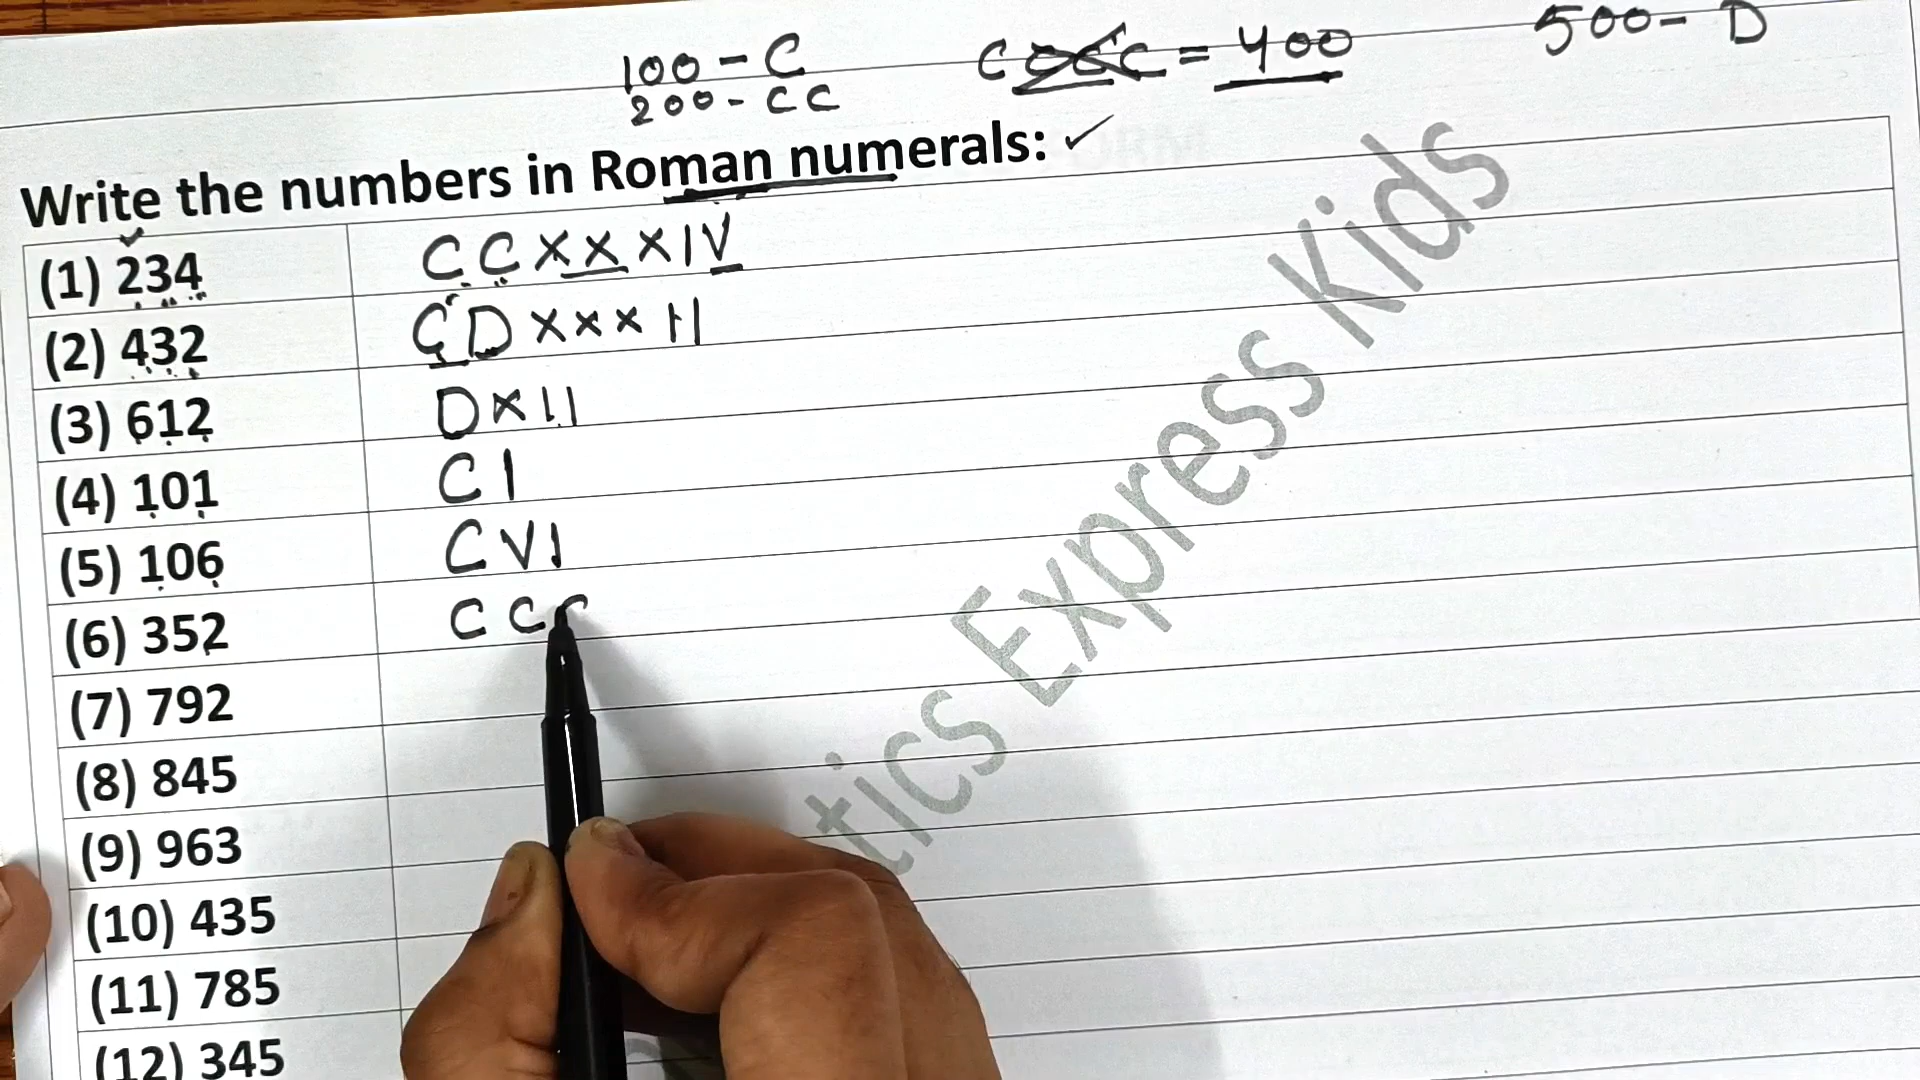 100 - C
200 - CC
C CCC = 400
500 - D
Write the numbers in Roman numerals: ✓
(1) 234 CCXXXIV
(2) 432 CDXXXII
(3) 612 DXII
(4) 101 CI
(5) 106 CVI
(6) 352 CCC
(7) 792
(8) 845
(9) 963
(10) 435
(11) 785
(12) 345
tics Express Kids